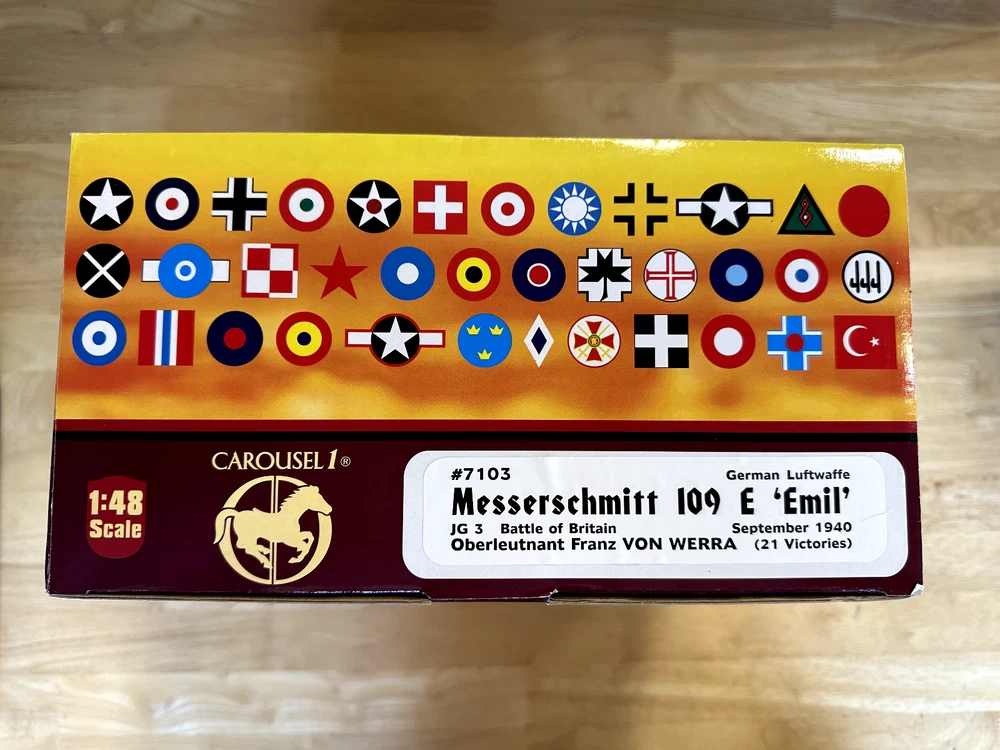 CAROUSEL 1®
1:48
Scale
#7103 German Luftwaffe
Messerschmitt 109 E ‘Emil’
JG 3 Battle of Britain September 1940
Oberleutnant Franz VON WERRA (21 Victories)